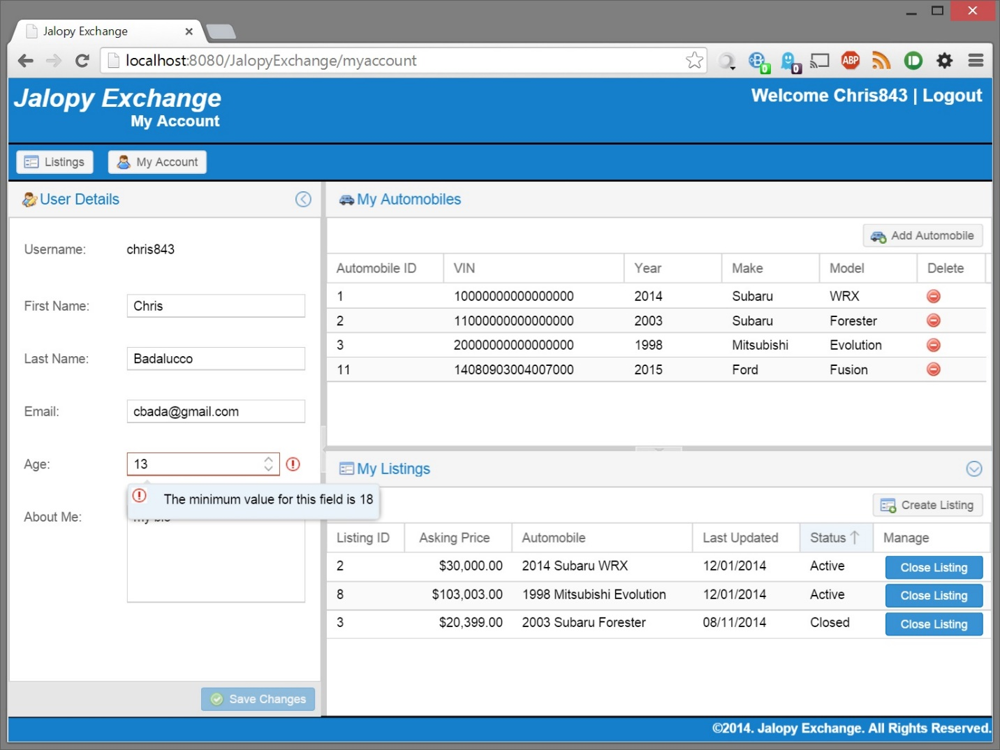 Jalopy Exchange
localhost:8080/JalopyExchange/myaccount
0
0
ABP
Jalopy Exchange
My Account
Welcome Chris843 | Logout
Listings
My Account
User Details
Username: chris843
First Name: Chris
Last Name: Badalucco
Email: cbada@gmail.com
Age: 13
The minimum value for this field is 18
About Me: my bio
Save Changes
My Automobiles
Add Automobile
Automobile ID VIN Year Make Model Delete
1 10000000000000000 2014 Subaru WRX
2 11000000000000000 2003 Subaru Forester
3 20000000000000000 1998 Mitsubishi Evolution
11 14080903004007000 2015 Ford Fusion
My Listings
Create Listing
Listing ID Asking Price Automobile Last Updated Status Manage
2 $30,000.00 2014 Subaru WRX 12/01/2014 Active Close Listing
8 $103,003.00 1998 Mitsubishi Evolution 12/01/2014 Active Close Listing
3 $20,399.00 2003 Subaru Forester 08/11/2014 Closed Close Listing
©2014. Jalopy Exchange. All Rights Reserved.